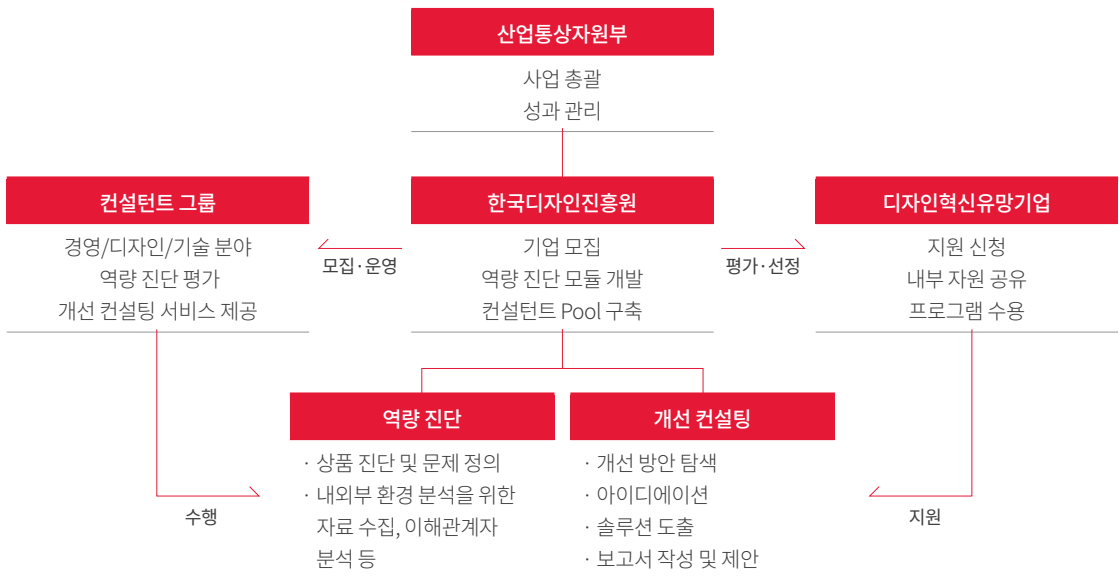 산업통상자원부
사업 총괄
성과 관리
컨설턴트 그룹
경영/디자인/기술 분야
역량 진단 평가
개선 컨설팅 서비스 제공
모집·운영
한국디자인진흥원
기업 모집
역량 진단 모듈 개발
컨설턴트 Pool 구축
평가·선정
디자인혁신유망기업
지원 신청
내부 자원 공유
프로그램 수용
수행
역량 진단
· 상품 진단 및 문제 정의
· 내외부 환경 분석을 위한
자료 수집, 이해관계자
분석 등
개선 컨설팅
· 개선 방안 탐색
· 아이디에이션
· 솔루션 도출
· 보고서 작성 및 제안
지원